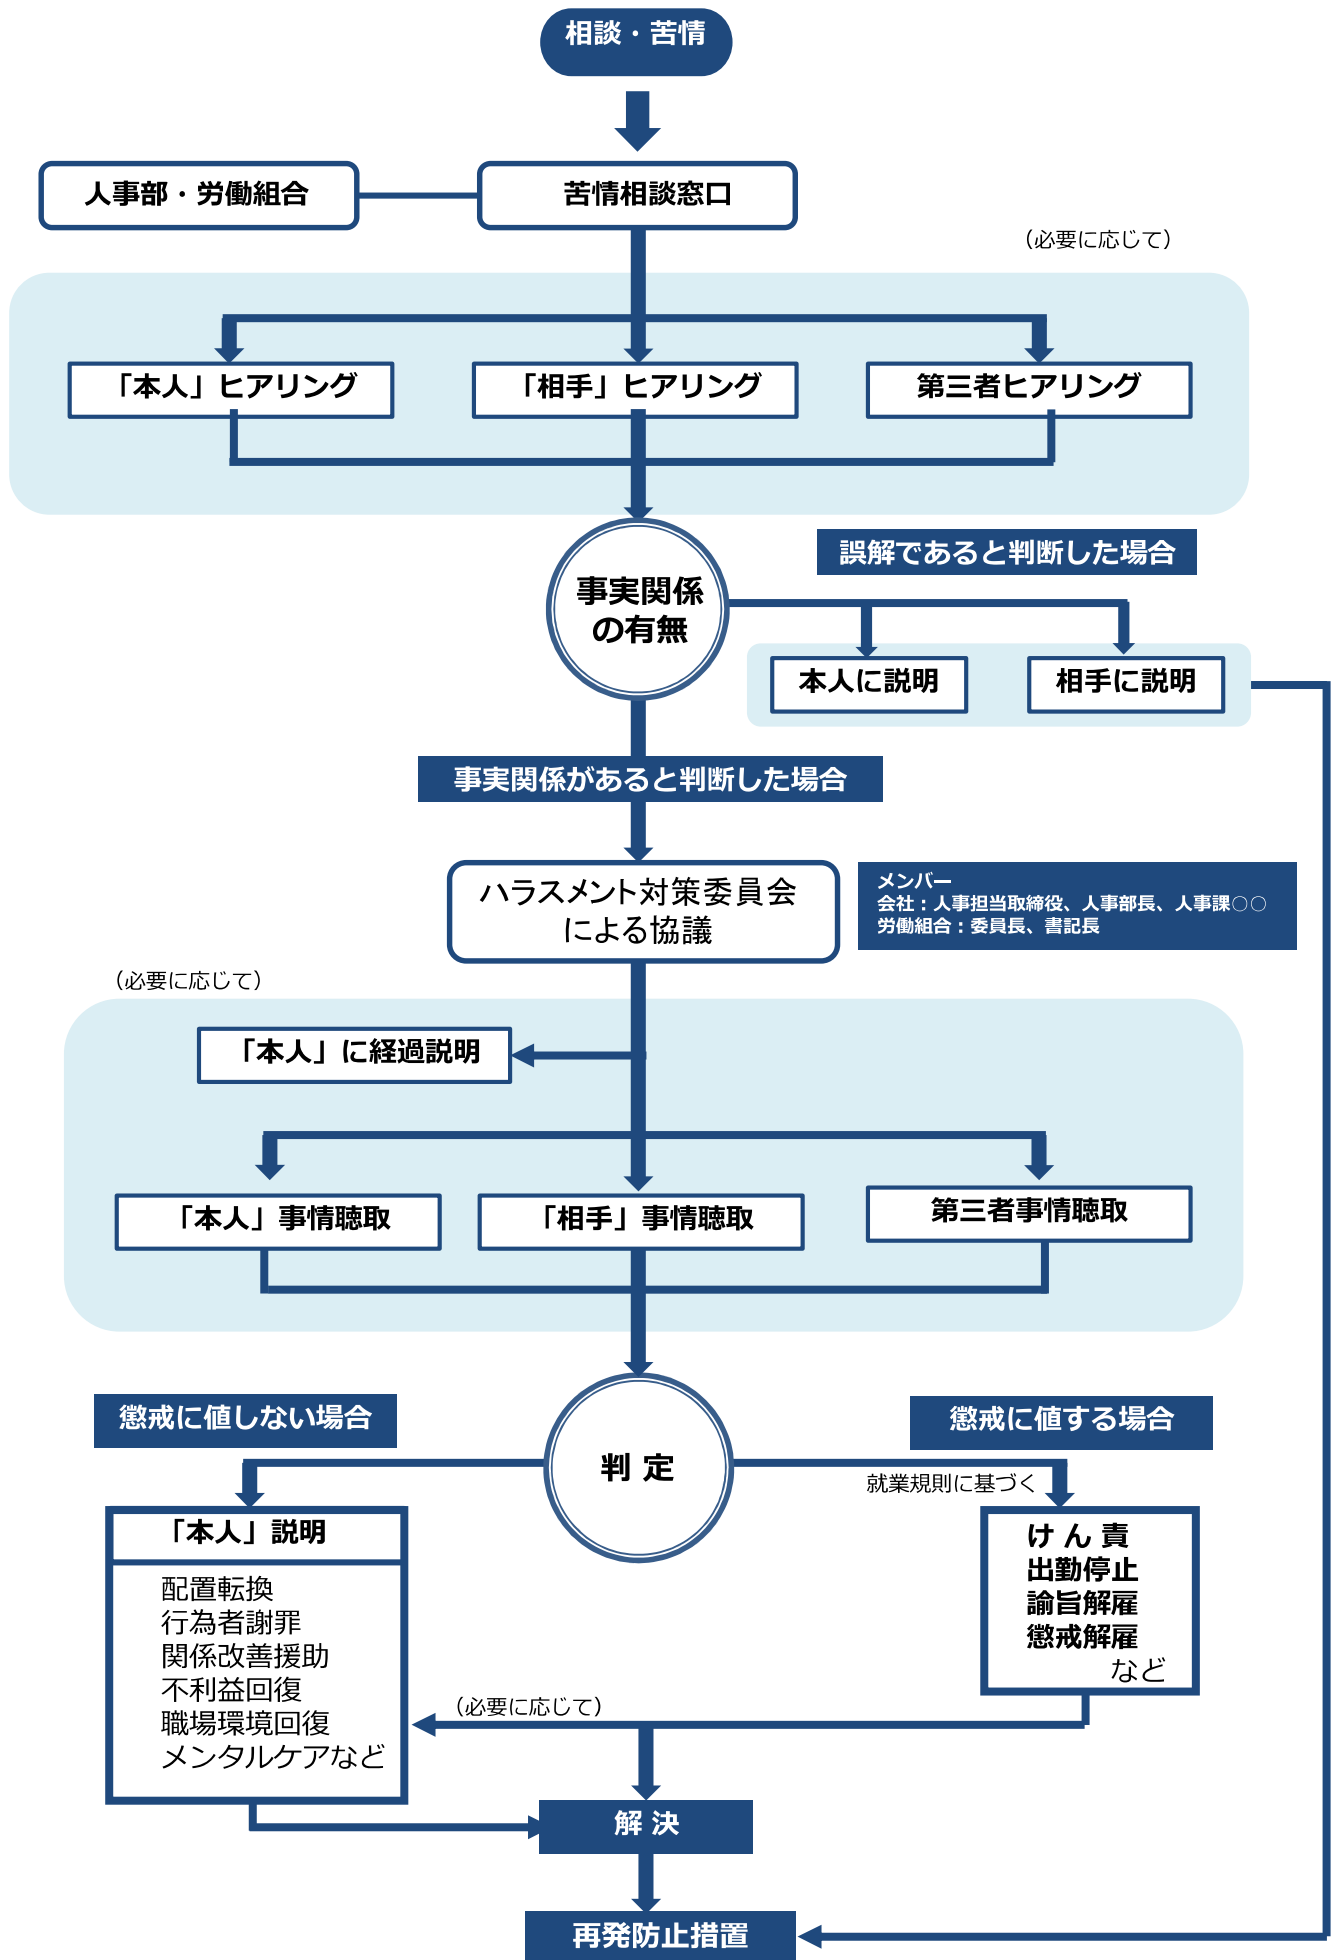 相談・苦情
人事部・労働組合
苦情相談窓口
（必要に応じて）
「本人」ヒアリング
「相手」ヒアリング
第三者ヒアリング
誤解であると判断した場合
事実関係
の有無
本人に説明
相手に説明
事実関係があると判断した場合
ハラスメント対策委員会
による協議
メンバー
会社：人事担当取締役、人事部長、人事課○○
労働組合：委員長、書記長
（必要に応じて）
「本人」に経過説明
「本人」事情聴取
「相手」事情聴取
第三者事情聴取
懲戒に値しない場合
懲戒に値する場合
判 定
就業規則に基づく
「本人」説明
配置転換
行為者謝罪
関係改善援助
不利益回復
職場環境回復
メンタルケアなど
けん責
出勤停止
諭旨解雇
懲戒解雇
など
（必要に応じて）
解 決
再発防止措置